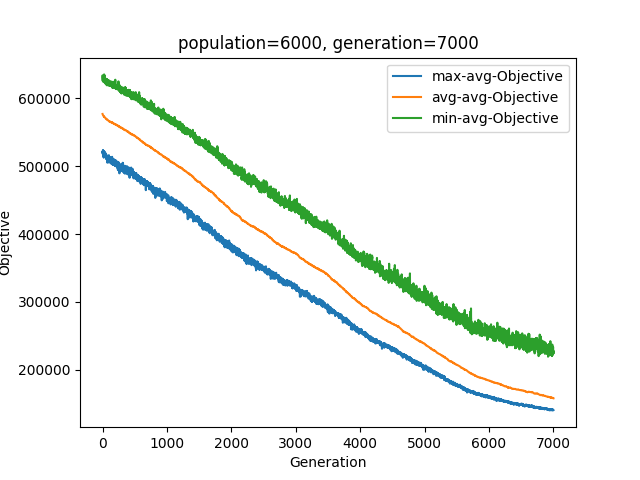 population=6000, generation=7000
max-avg-Objective
avg-avg-Objective
min-avg-Objective
600000
500000
400000
300000
200000
Objective
0 1000 2000 3000 4000 5000 6000 7000
Generation